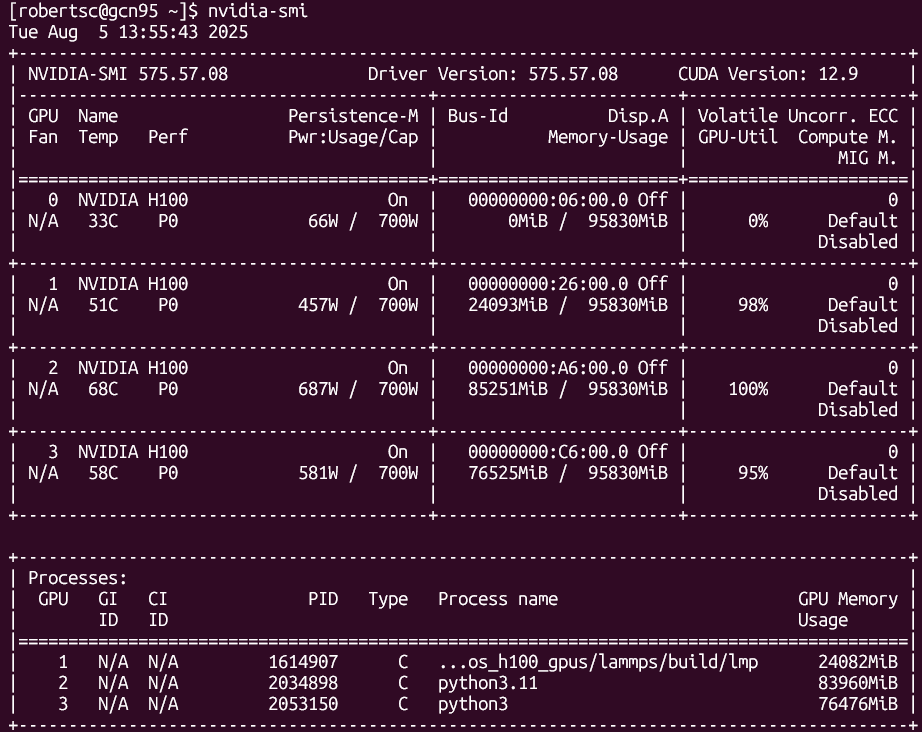 [robertsc@gcn95 ~]$ nvidia-smi
Tue Aug  5 13:55:43 2025
+-----------------------------------------------------------------------------------------+
| NVIDIA-SMI 575.57.08              Driver Version: 575.57.08      CUDA Version: 12.9     |
|-----------------------------------------+------------------------+----------------------+
| GPU  Name                 Persistence-M | Bus-Id          Disp.A | Volatile Uncorr. ECC |
| Fan  Temp   Perf          Pwr:Usage/Cap |           Memory-Usage | GPU-Util  Compute M. |
|                                         |                        |               MIG M. |
|=========================================+========================+======================|
|   0  NVIDIA H100                    On  |   00000000:06:00.0 Off |                    0 |
| N/A   33C    P0              66W /  700W |       0MiB /  95830MiB |      0%      Default |
|                                         |                        |             Disabled |
+-----------------------------------------+------------------------+----------------------+
|   1  NVIDIA H100                    On  |   00000000:26:00.0 Off |                    0 |
| N/A   51C    P0             457W /  700W |   24093MiB /  95830MiB |     98%      Default |
|                                         |                        |             Disabled |
+-----------------------------------------+------------------------+----------------------+
|   2  NVIDIA H100                    On  |   00000000:A6:00.0 Off |                    0 |
| N/A   68C    P0             687W /  700W |   85251MiB /  95830MiB |    100%      Default |
|                                         |                        |             Disabled |
+-----------------------------------------+------------------------+----------------------+
|   3  NVIDIA H100                    On  |   00000000:C6:00.0 Off |                    0 |
| N/A   58C    P0             581W /  700W |   76525MiB /  95830MiB |     95%      Default |
|                                         |                        |             Disabled |
+-----------------------------------------+------------------------+----------------------+

+-----------------------------------------------------------------------------------------+
| Processes:                                                                              |
|  GPU   GI   CI              PID   Type   Process name                        GPU Memory |
|        ID   ID                                                               Usage      |
|=========================================================================================|
|    1   N/A  N/A         1614907      C   ...os_h100_gpus/lammps/build/lmp      24082MiB |
|    2   N/A  N/A         2034898      C   python3.11                            83960MiB |
|    3   N/A  N/A         2053150      C   python3                               76476MiB |
+-----------------------------------------------------------------------------------------+